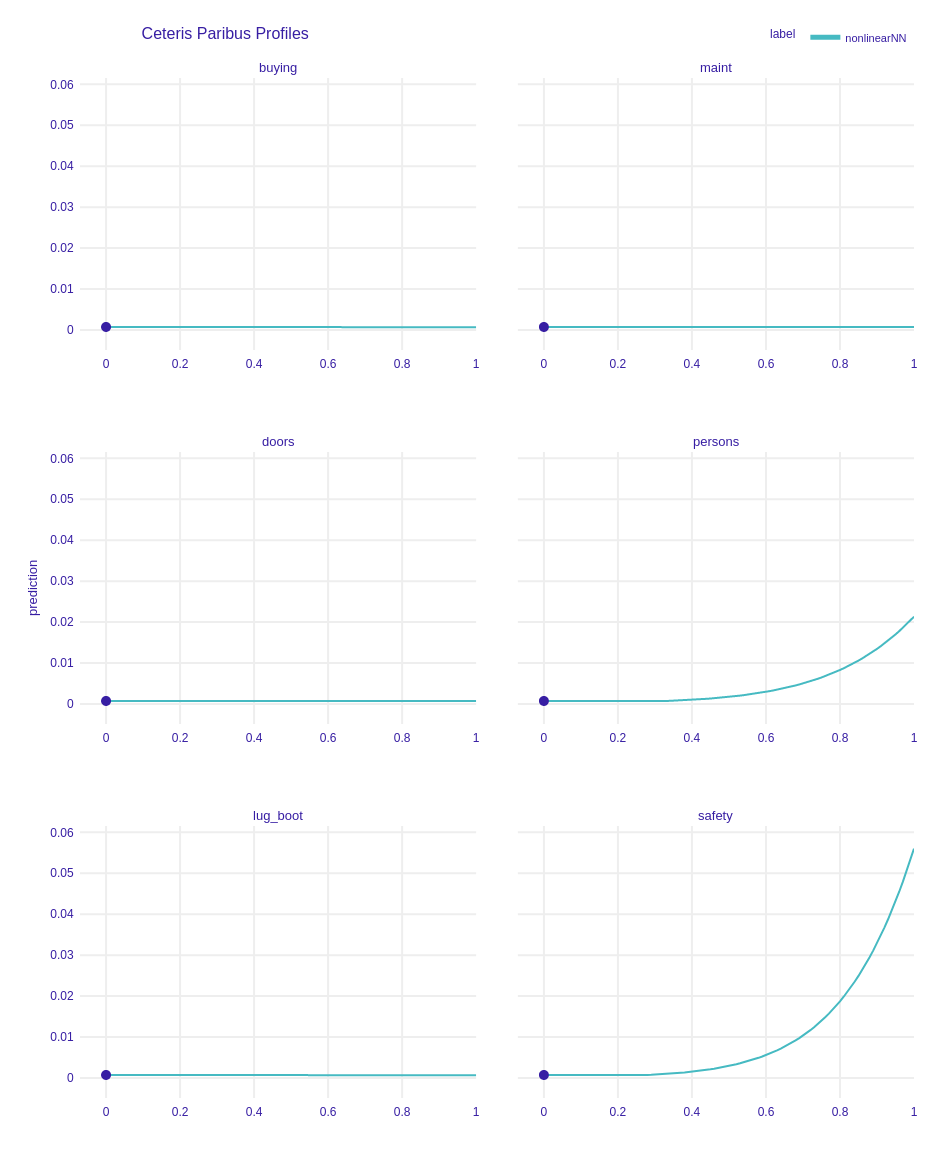 Ceteris Paribus Profiles
label nonlinearNN
buying maint
0.06
0.05
0.04
0.03
0.02
0.01
0
0 0.2 0.4 0.6 0.8 1 0 0.2 0.4 0.6 0.8 1
doors persons
0.06
0.05
0.04
0.03
0.02
0.01
0
prediction
0 0.2 0.4 0.6 0.8 1 0 0.2 0.4 0.6 0.8 1
lug_boot safety
0.06
0.05
0.04
0.03
0.02
0.01
0
0 0.2 0.4 0.6 0.8 1 0 0.2 0.4 0.6 0.8 1